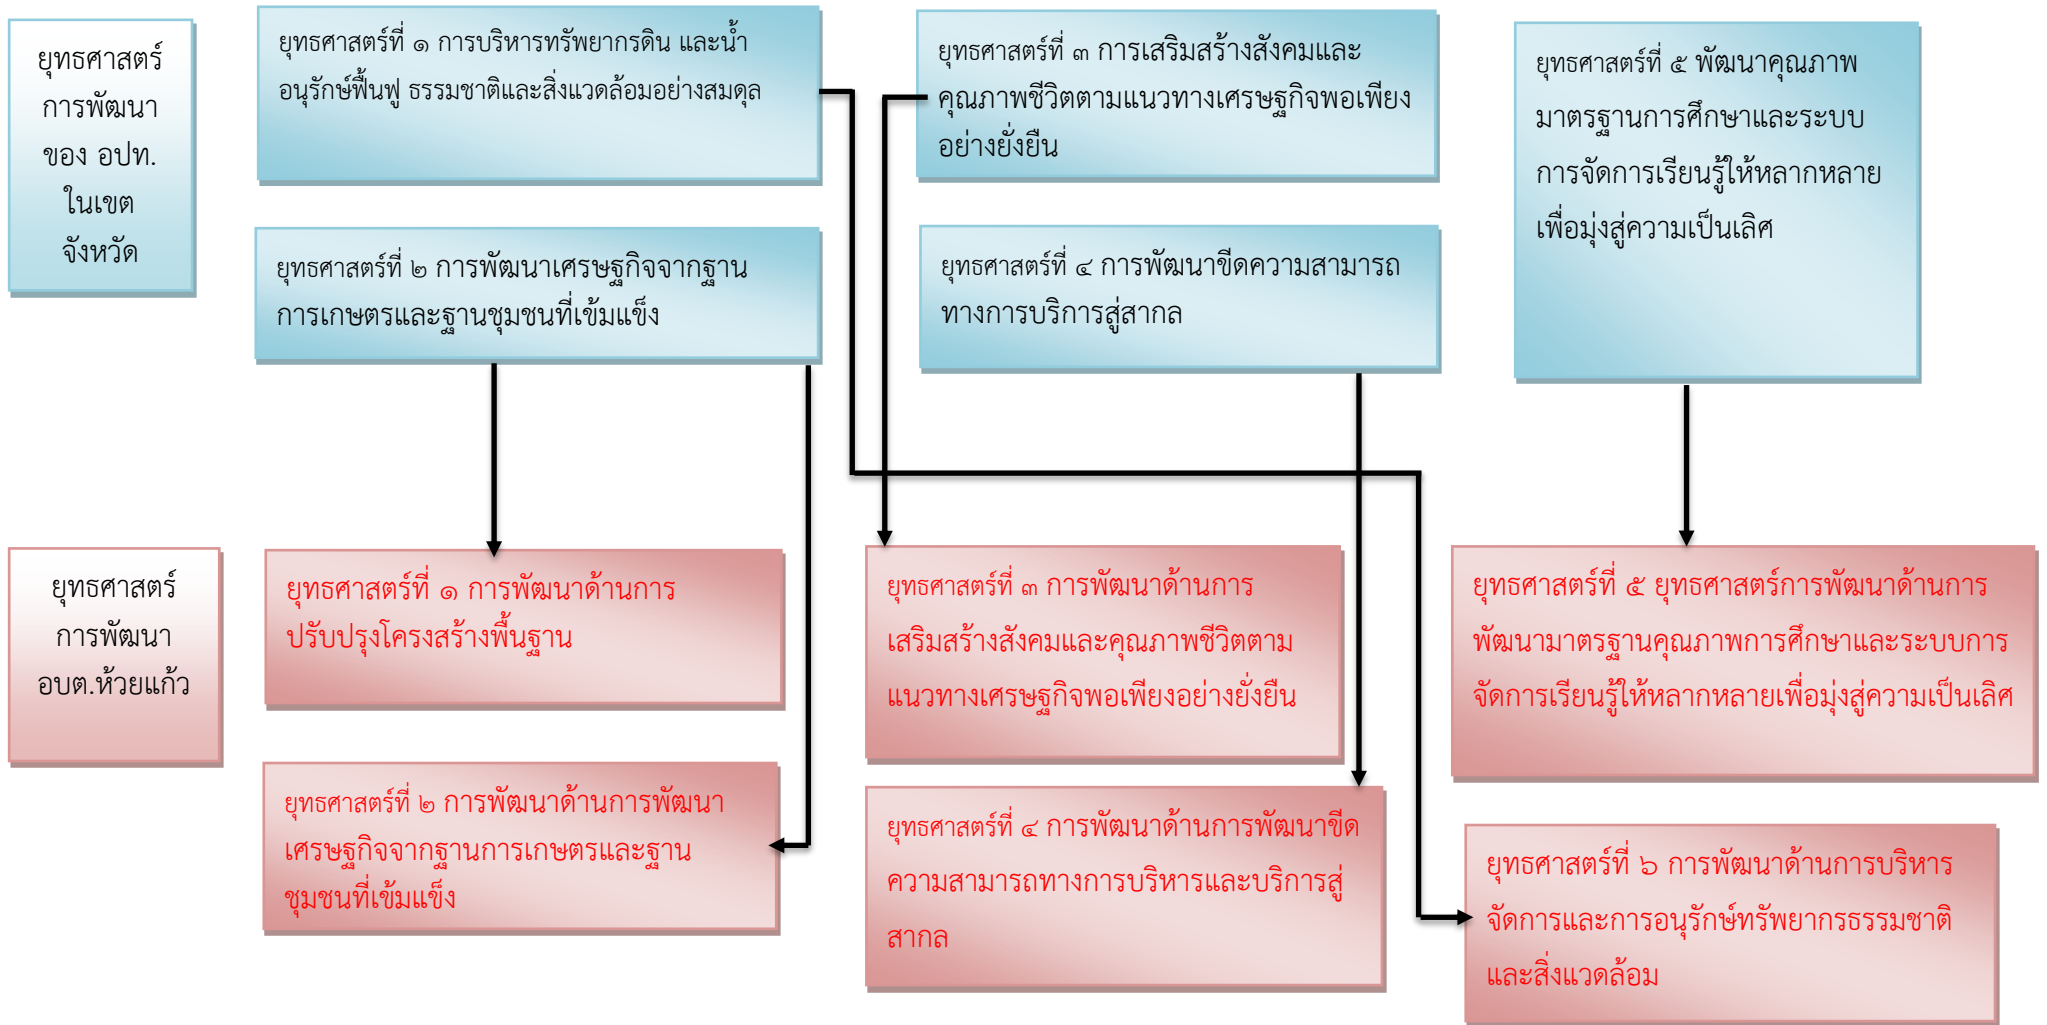 ยุทธศาสตร์
การพัฒนา
ของ อปท.
ในเขต
จังหวัด
ยุทธศาสตร์ที่ ๑ การบริหารทรัพยากรดิน และน้ำ
อนุรักษ์ฟื้นฟู ธรรมชาติและสิ่งแวดล้อมอย่างสมดุล
ยุทธศาสตร์ที่ ๓ การเสริมสร้างสังคมและ
คุณภาพชีวิตตามแนวทางเศรษฐกิจพอเพียง
อย่างยั่งยืน
ยุทธศาสตร์ที่ ๕ พัฒนาคุณภาพ
มาตรฐานการศึกษาและระบบ
การจัดการเรียนรู้ให้หลากหลาย
เพื่อมุ่งสู่ความเป็นเลิศ
ยุทธศาสตร์ที่ ๒ การพัฒนาเศรษฐกิจจากฐาน
การเกษตรและฐานชุมชนที่เข้มแข็ง
ยุทธศาสตร์ที่ ๔ การพัฒนาขีดความสามารถ
ทางการบริการสู่สากล
ยุทธศาสตร์
การพัฒนา
อบต.ห้วยแก้ว
ยุทธศาสตร์ที่ ๑ การพัฒนาด้านการ
ปรับปรุงโครงสร้างพื้นฐาน
ยุทธศาสตร์ที่ ๓ การพัฒนาด้านการ
เสริมสร้างสังคมและคุณภาพชีวิตตาม
แนวทางเศรษฐกิจพอเพียงอย่างยั่งยืน
ยุทธศาสตร์ที่ ๕ ยุทธศาสตร์การพัฒนาด้านการ
พัฒนามาตรฐานคุณภาพการศึกษาและระบบการ
จัดการเรียนรู้ให้หลากหลายเพื่อมุ่งสู่ความเป็นเลิศ
ยุทธศาสตร์ที่ ๒ การพัฒนาด้านการพัฒนา
เศรษฐกิจจากฐานการเกษตรและฐาน
ชุมชนที่เข้มแข็ง
ยุทธศาสตร์ที่ ๔ การพัฒนาด้านการพัฒนาขีด
ความสามารถทางการบริหารและบริการสู่
สากล
ยุทธศาสตร์ที่ ๖ การพัฒนาด้านการบริหาร
จัดการและการอนุรักษ์ทรัพยากรธรรมชาติ
และสิ่งแวดล้อม